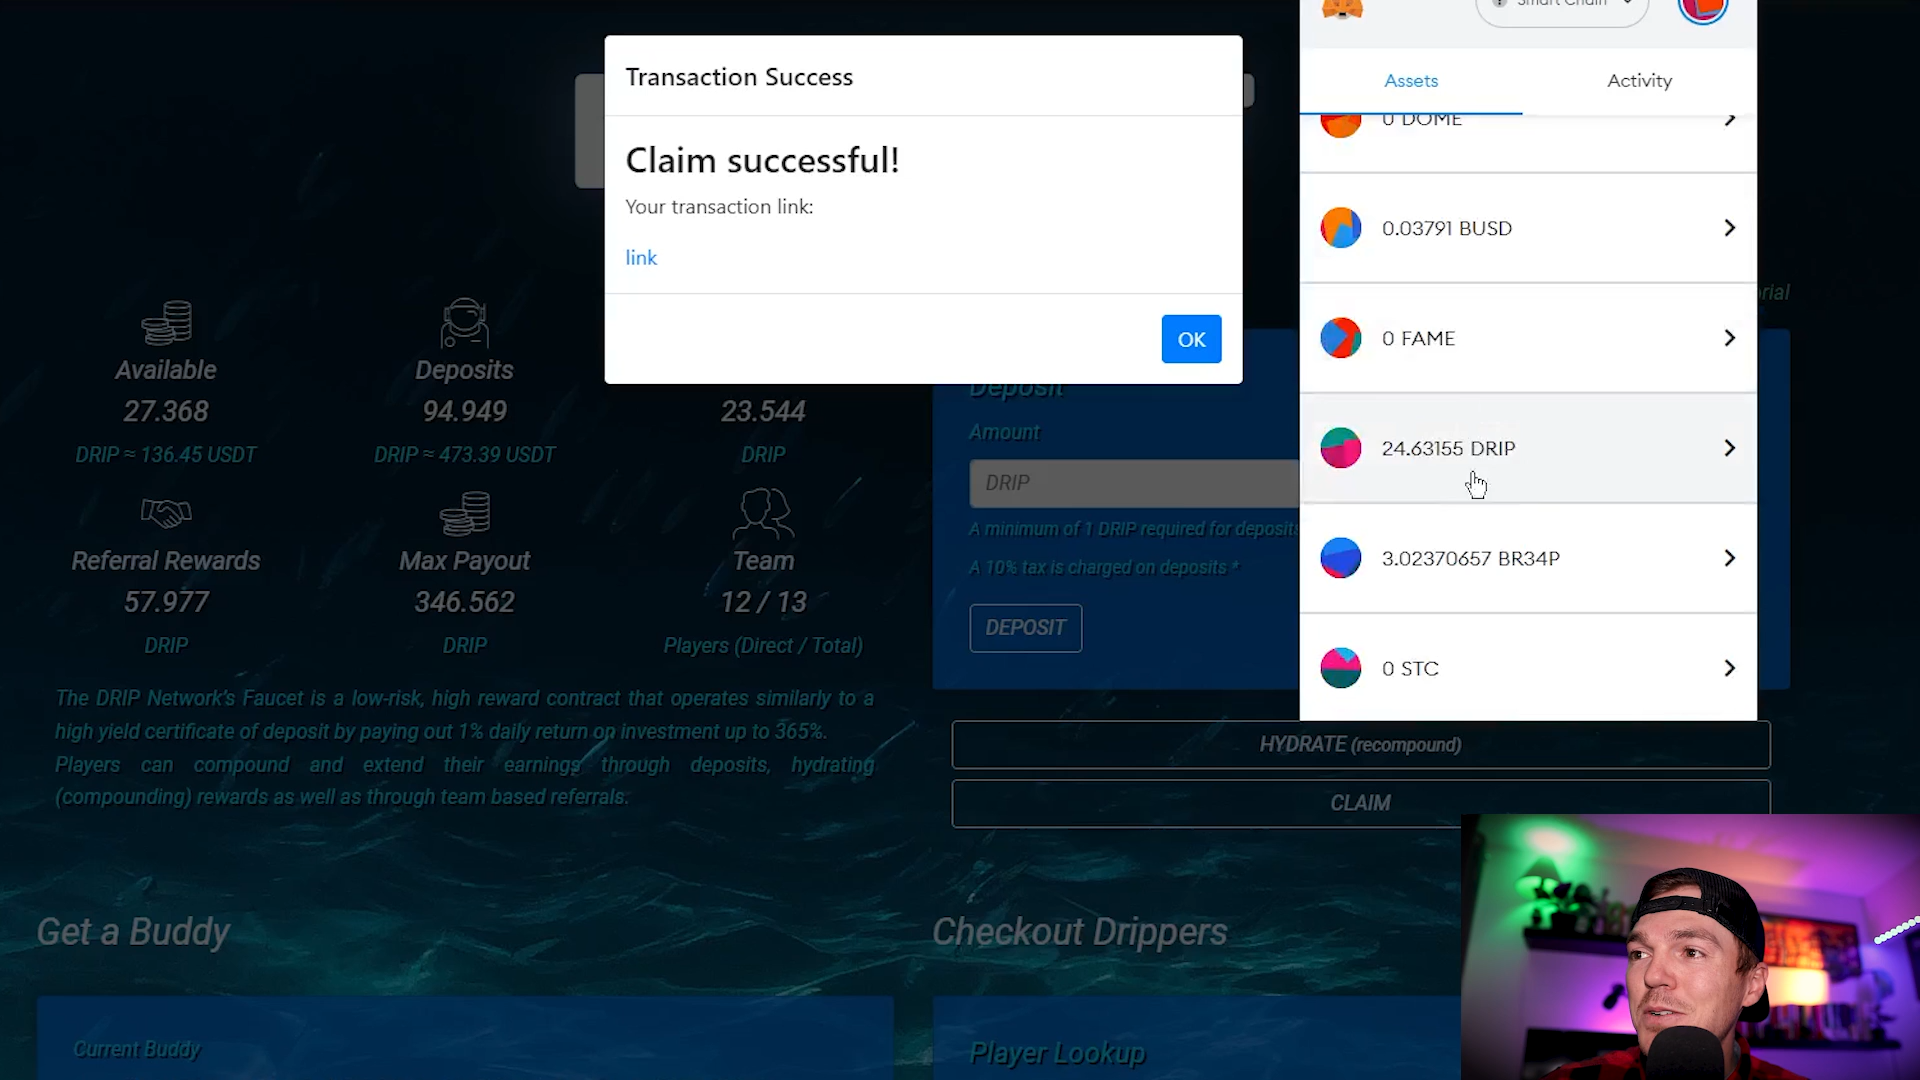 Smart Chain
Transaction Success
Claim successful!
Your transaction link:
link
OK
Assets
Activity
0 DOME
0.03791 BUSD
0 FAME
24.63155 DRIP
3.02370657 BR34P
0 STC
Available
27.368
DRIP ≈ 136.45 USDT
Deposits
94.949
DRIP ≈ 473.39 USDT
23.544
DRIP
Referral Rewards
57.977
DRIP
Max Payout
346.562
DRIP
Team
12 / 13
Players (Direct / Total)
The DRIP Network's Faucet is a low-risk, high reward contract that operates similarly to a
high yield certificate of deposit by paying out 1% daily return on investment up to 365%.
Players can compound and extend their earnings through deposits, hydrating
(compounding) rewards as well as through team based referrals.
Deposit
Amount
DRIP
A minimum of 1 DRIP required for deposits
A 10% tax is charged on deposits *
DEPOSIT
HYDRATE (recompound)
CLAIM
Get a Buddy
Current Buddy
Checkout Drippers
Player Lookup